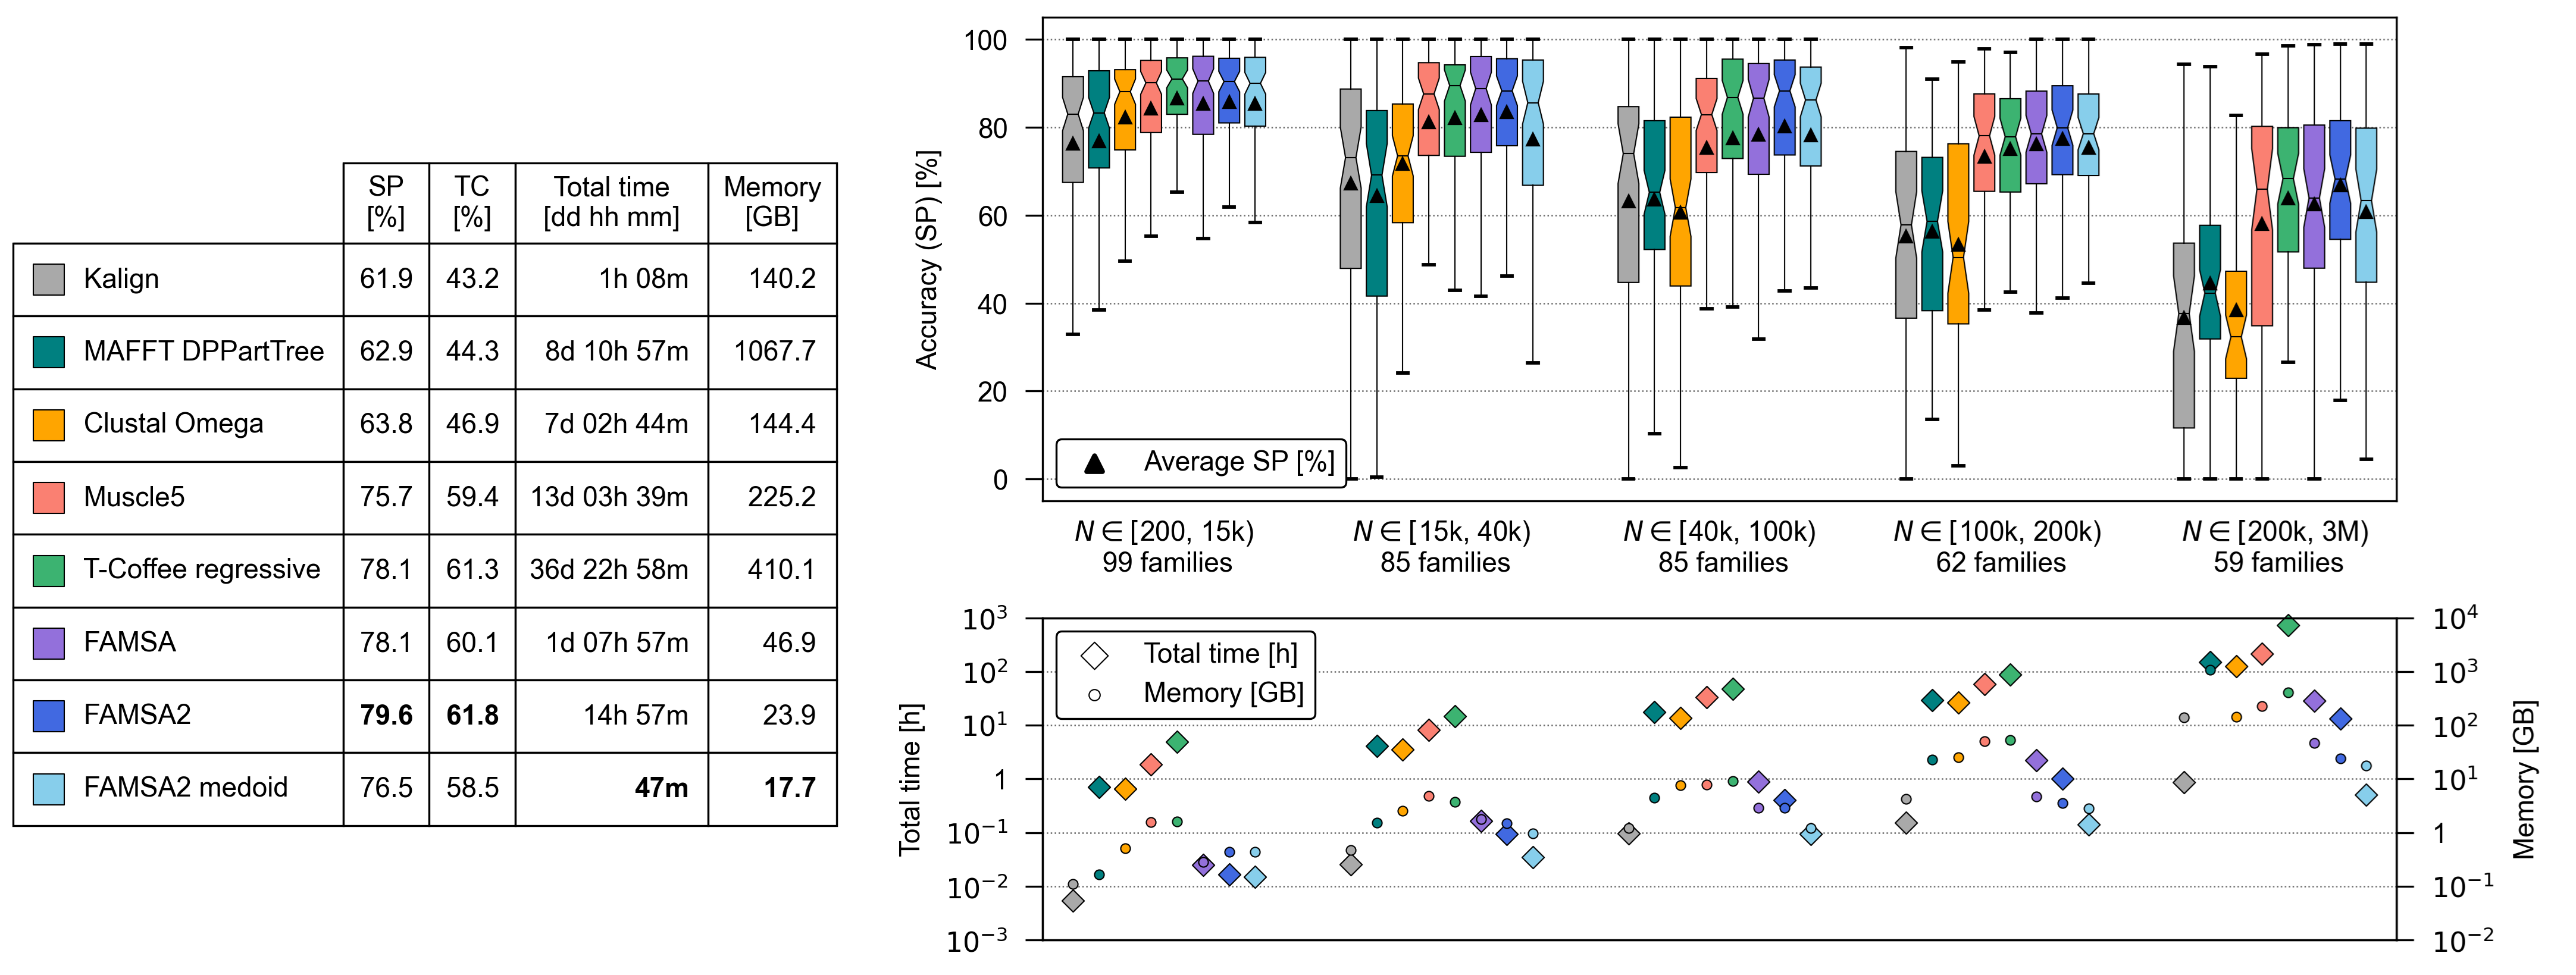 SP [%] TC [%] Total time [dd hh mm] Memory [GB]
Kalign 61.9 43.2 1h 08m 140.2
MAFFT DPPartTree 62.9 44.3 8d 10h 57m 1067.7
Clustal Omega 63.8 46.9 7d 02h 44m 144.4
Muscle5 75.7 59.4 13d 03h 39m 225.2
T-Coffee regressive 78.1 61.3 36d 22h 58m 410.1
FAMSA 78.1 60.1 1d 07h 57m 46.9
FAMSA2 79.6 61.8 14h 57m 23.9
FAMSA2 medoid 76.5 58.5 47m 17.7
Accuracy (SP) [%]
100
80
60
40
20
0
Average SP [%]
N ∈ [200, 15k) N ∈ [15k, 40k) N ∈ [40k, 100k) N ∈ [100k, 200k) N ∈ [200k, 3M)
99 families 85 families 85 families 62 families 59 families
Total time [h]
10³
10²
10¹
1
10⁻¹
10⁻²
10⁻³
Total time [h]
Memory [GB]
10⁴
10³
10²
10¹
1
10⁻¹
10⁻²
Memory [GB]